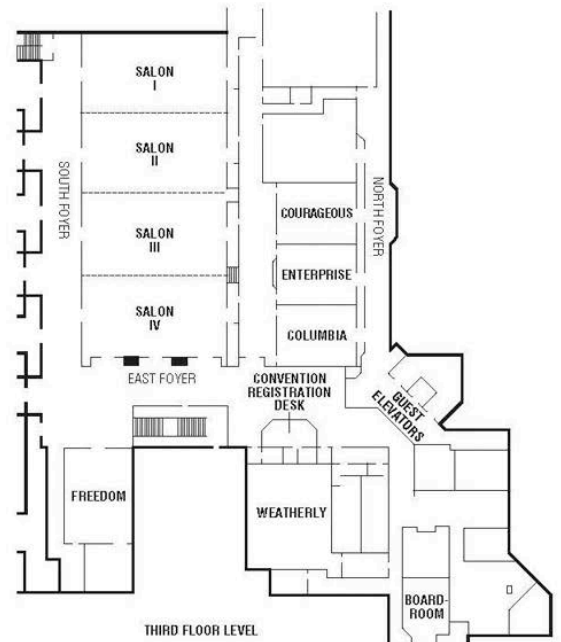 SALON
I
SALON
II
SOUTH FOYER
NORTH FOYER
COURAGEOUS
SALON
III
ENTERPRISE
SALON
IV
COLUMBIA
EAST FOYER
CONVENTION
REGISTRATION
DESK
GUEST
ELEVATORS
FREEDOM
WEATHERLY
BOARD-
ROOM
THIRD FLOOR LEVEL